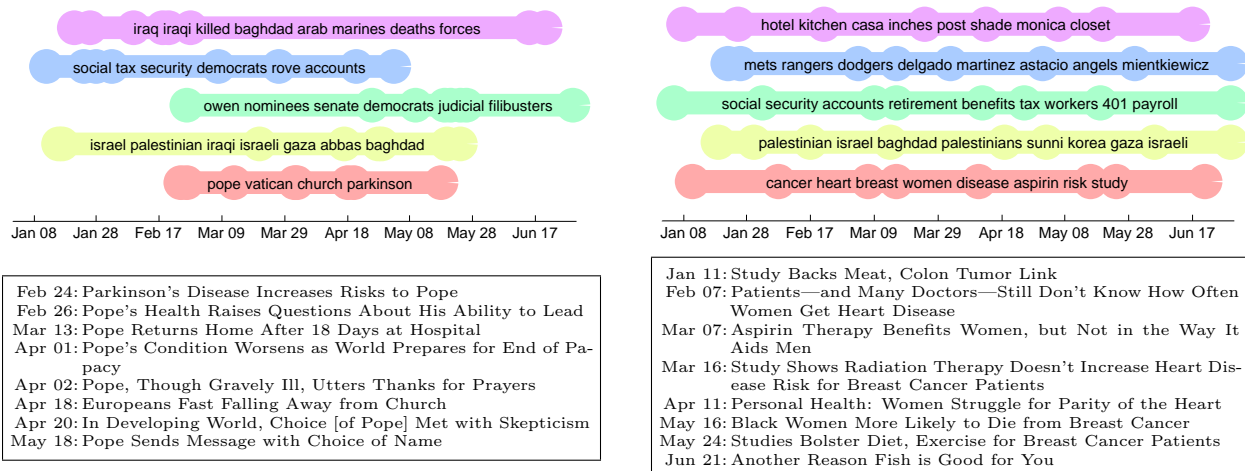 iraq iraqi killed baghdad arab marines deaths forces
social tax security democrats rove accounts
owen nominees senate democrats judicial filibusters
israel palestinian iraqi israeli gaza abbas baghdad
pope vatican church parkinson
Jan 08 Jan 28 Feb 17 Mar 09 Mar 29 Apr 18 May 08 May 28 Jun 17
Feb 24: Parkinson's Disease Increases Risks to Pope
Feb 26: Pope's Health Raises Questions About His Ability to Lead
Mar 13: Pope Returns Home After 18 Days at Hospital
Apr 01: Pope's Condition Worsens as World Prepares for End of Pa-
pacy
Apr 02: Pope, Though Gravely Ill, Utters Thanks for Prayers
Apr 18: Europeans Fast Falling Away from Church
Apr 20: In Developing World, Choice [of Pope] Met with Skepticism
May 18: Pope Sends Message with Choice of Name
hotel kitchen casa inches post shade monica closet
mets rangers dodgers delgado martinez astacio angels mientkiewicz
social security accounts retirement benefits tax workers 401 payroll
palestinian israel baghdad palestinians sunni korea gaza israeli
cancer heart breast women disease aspirin risk study
Jan 08 Jan 28 Feb 17 Mar 09 Mar 29 Apr 18 May 08 May 28 Jun 17
Jan 11: Study Backs Meat, Colon Tumor Link
Feb 07: Patients—and Many Doctors—Still Don't Know How Often
Women Get Heart Disease
Mar 07: Aspirin Therapy Benefits Women, but Not in the Way It
Aids Men
Mar 16: Study Shows Radiation Therapy Doesn't Increase Heart Dis-
ease Risk for Breast Cancer Patients
Apr 11: Personal Health: Women Struggle for Parity of the Heart
May 16: Black Women More Likely to Die from Breast Cancer
May 24: Studies Bolster Diet, Exercise for Breast Cancer Patients
Jun 21: Another Reason Fish is Good for You